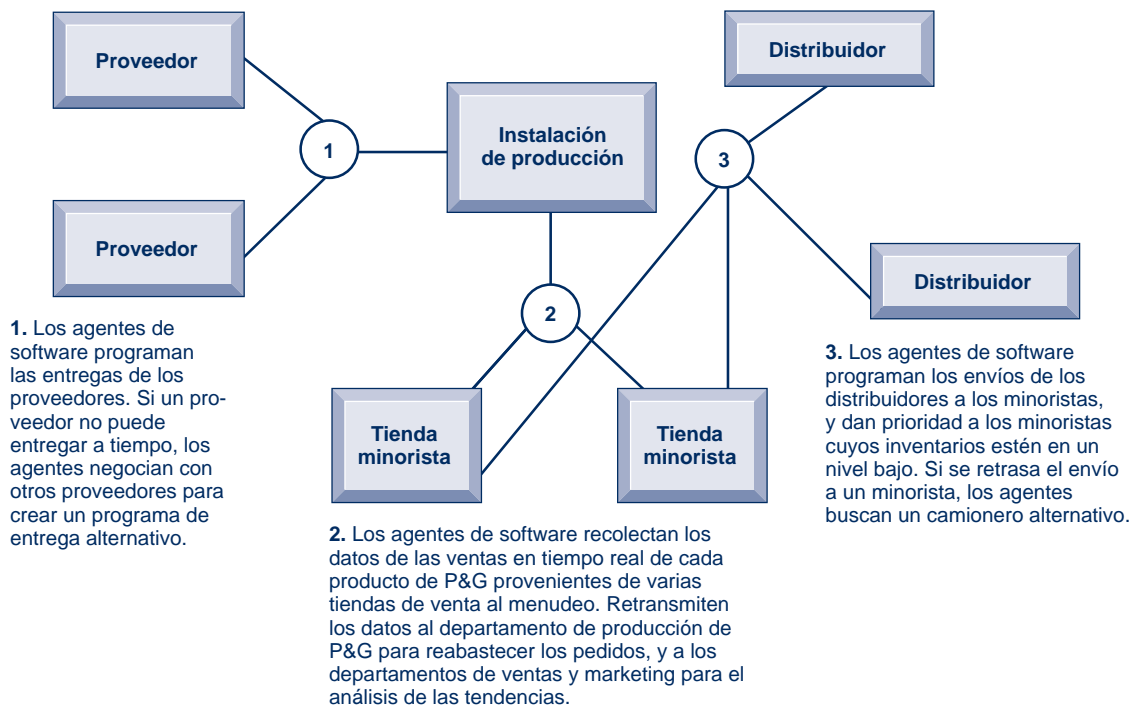 Proveedor
Distribuidor
Instalación
de producción
1
3
Proveedor
Distribuidor
2
1. Los agentes de
software programan
las entregas de los
proveedores. Si un pro-
veedor no puede
entregar a tiempo, los
agentes negocian con
otros proveedores para
crear un programa de
entrega alternativo.
Tienda
minorista
Tienda
minorista
3. Los agentes de software
programan los envíos de los
distribuidores a los minoristas,
y dan prioridad a los minoristas
cuyos inventarios estén en un
nivel bajo. Si se retrasa el envío
a un minorista, los agentes
buscan un camionero alternativo.
2. Los agentes de software recolectan los
datos de las ventas en tiempo real de cada
producto de P&G provenientes de varias
tiendas de venta al menudeo. Retransmiten
los datos al departamento de producción de
P&G para reabastecer los pedidos, y a los
departamentos de ventas y marketing para el
análisis de las tendencias.